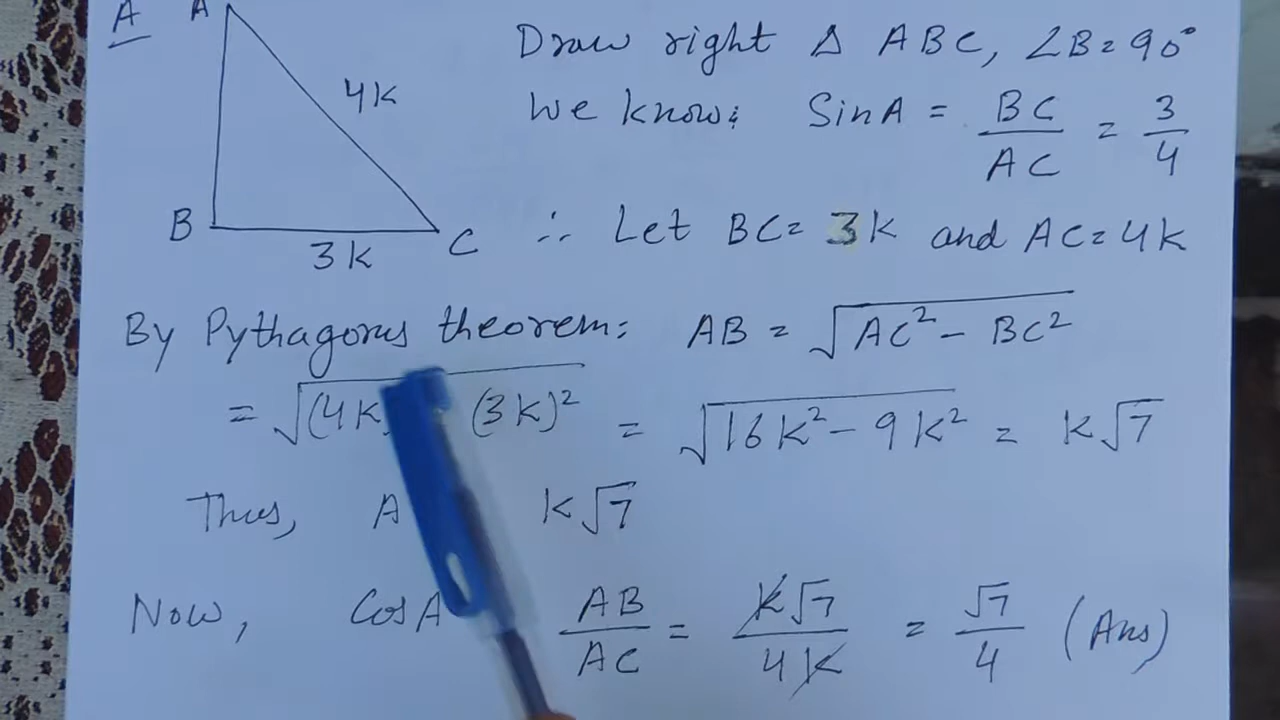 A
A
4K
B
3K
C
Draw right Δ ABC, ∠B=90°
We know: SinA = BC/AC = 3/4
∴ Let BC= 3K and AC=4K
By Pythagorus theorem: AB = √(AC² - BC²)
= √(4K) (3K)² = √(16K² - 9K²) = K√7
Thus, A K√7
Now, CosA AB/AC = K√7/4K = √7/4 (Ans)